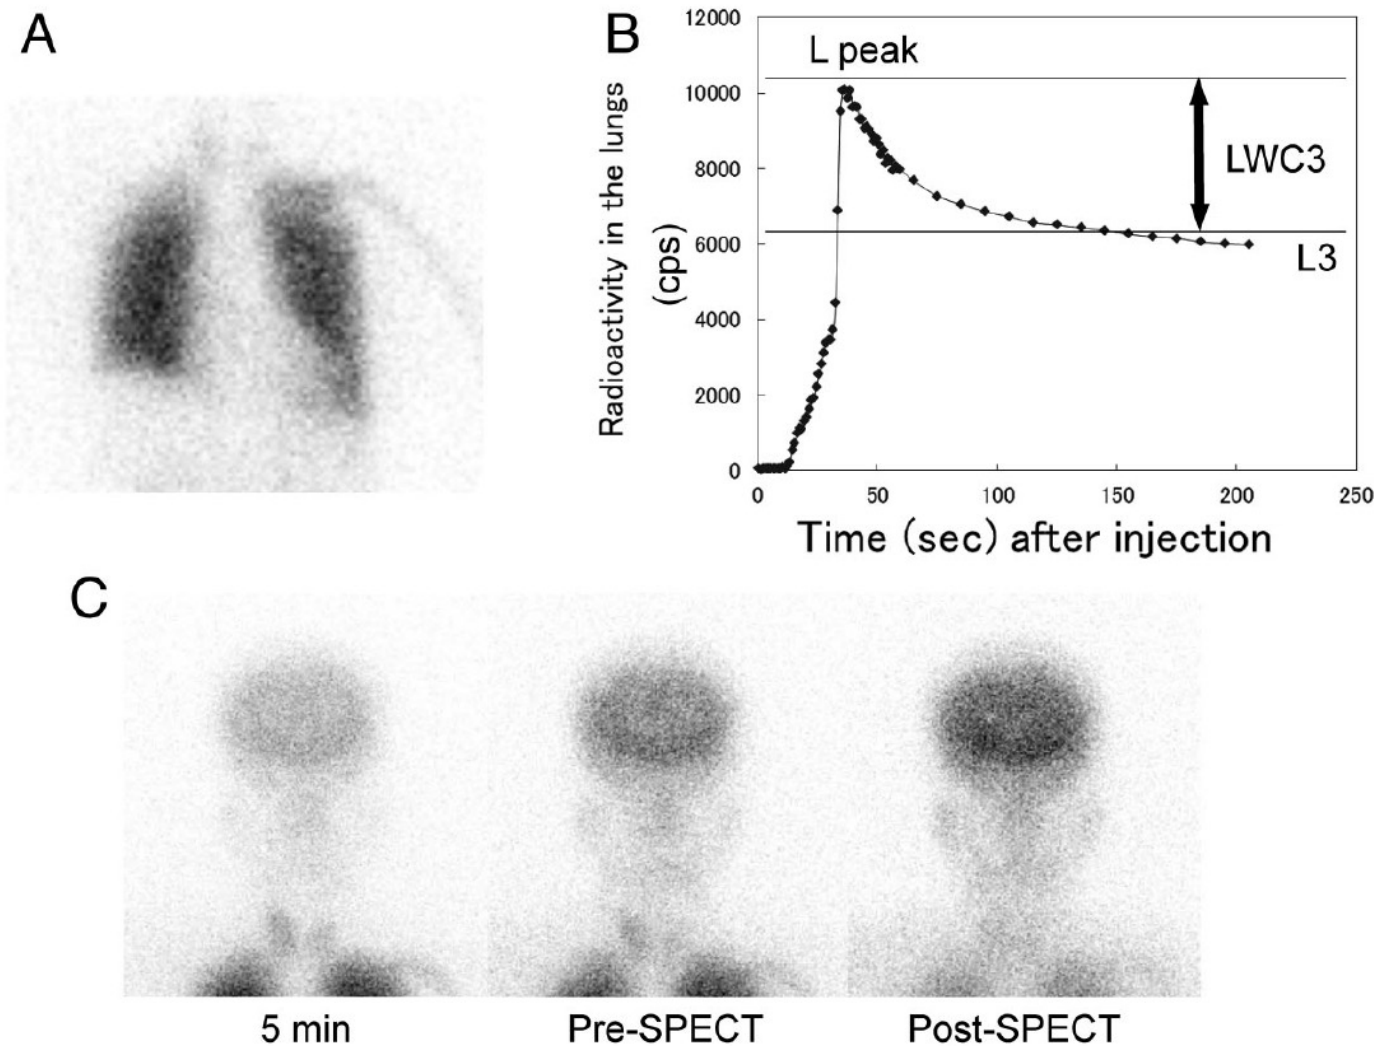 A
B
Radioactivity in the lungs
(cps)
12000
10000
8000
6000
4000
2000
0
L peak
LWC3
L3
0 50 100 150 200 250
Time (sec) after injection
C
5 min Pre-SPECT Post-SPECT